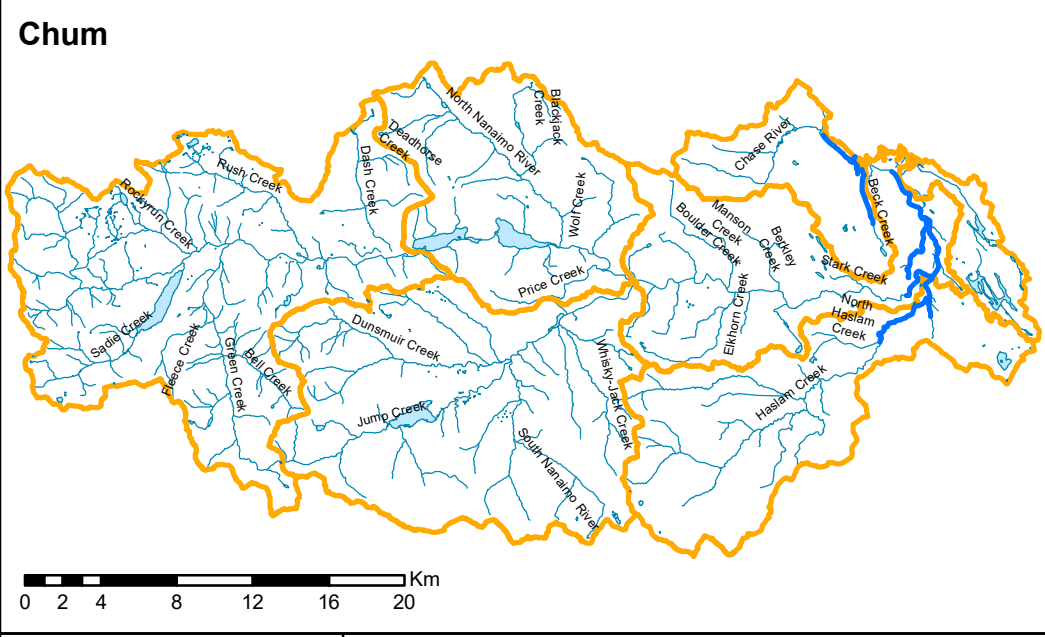 Chum
North Nanaimo River
Blackjack
Creek
Deadhorse
Creek
Dash Creek
Rush Creek
Rockyrun Creek
Wolf Creek
Price Creek
Chase River
Beck Creek
Manson
Creek
Boulder Creek
Berkley
Creek
Stark Creek
Elkhorn Creek
North
Haslam
Creek
Haslam Creek
Sadie Creek
Fleece Creek
Green Creek
Bell Creek
Dunsmuir Creek
Jump Creek
Whisky-Jack Creek
South Nanaimo River
Km
0 2 4 8 12 16 20